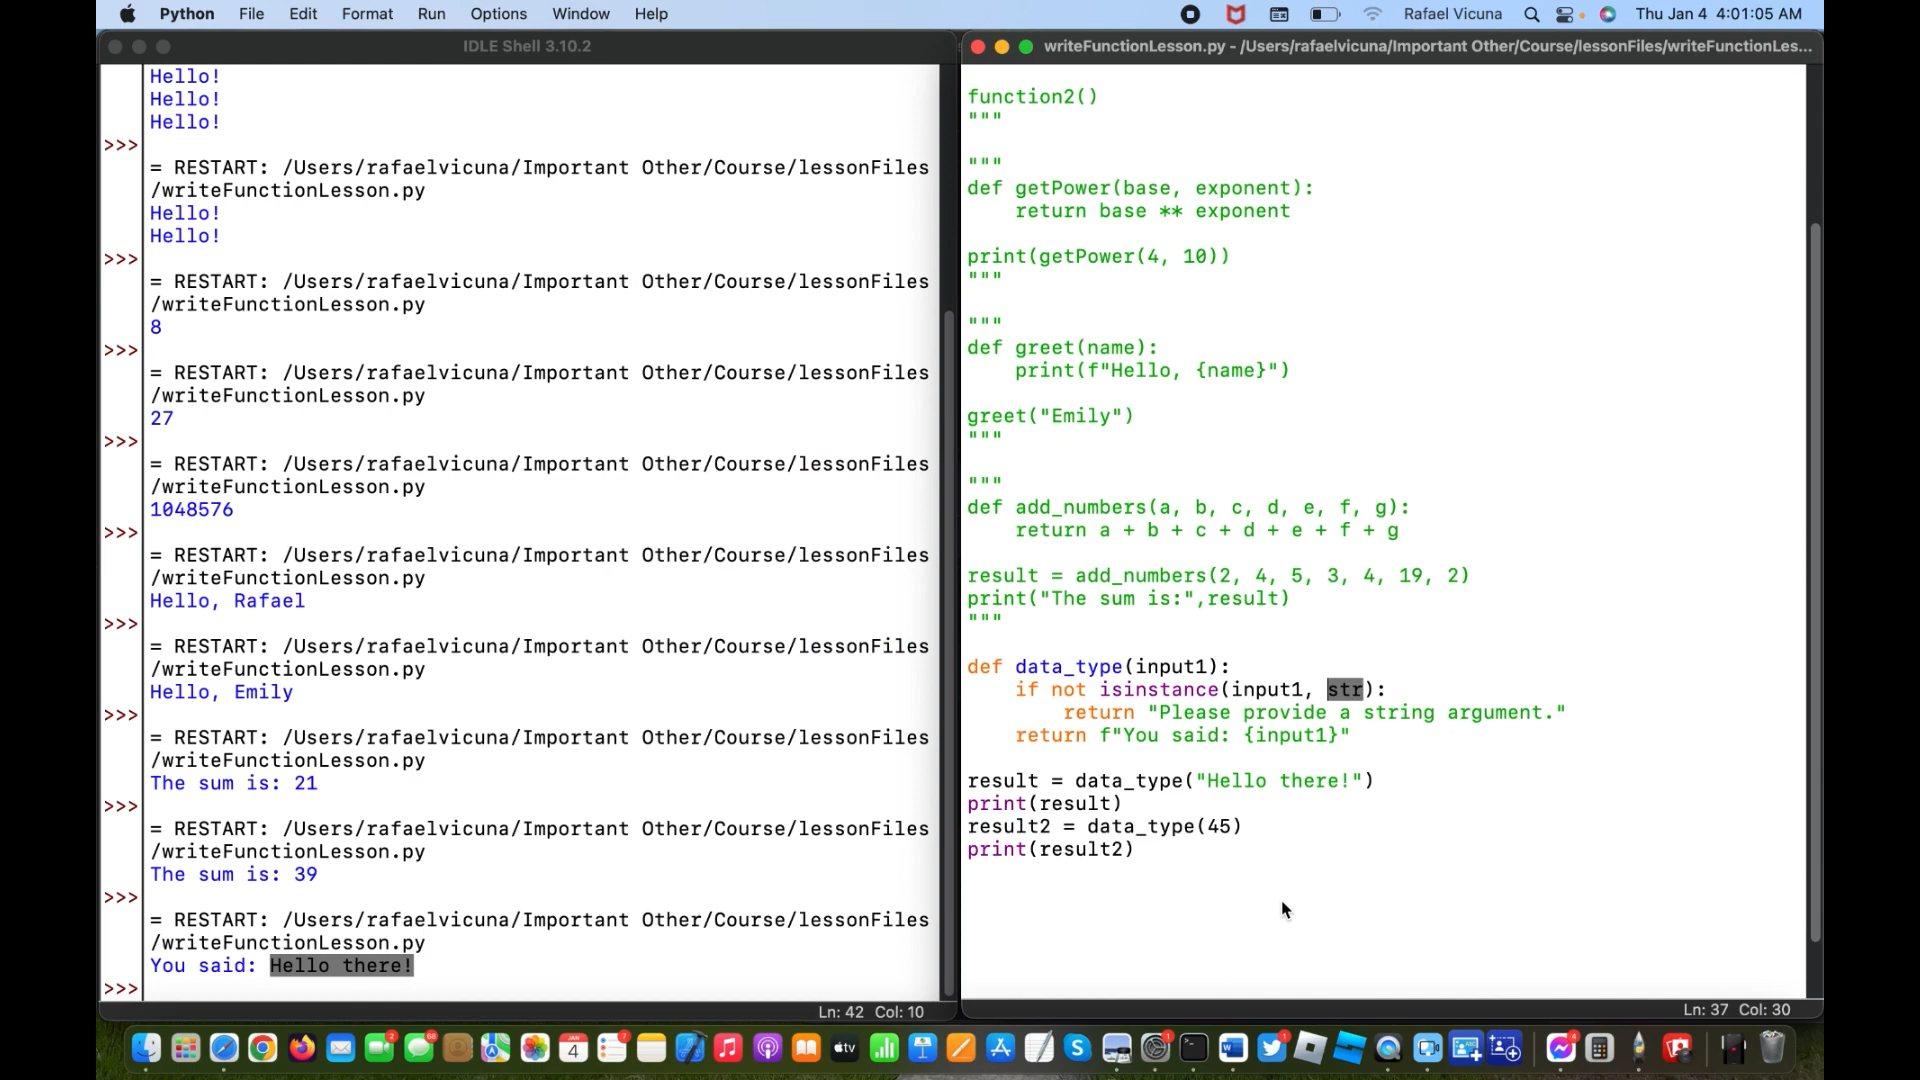 Python File Edit Format Run Options Window Help Rafael Vicuna Thu Jan 4 4:01:05 AM
IDLE Shell 3.10.2
Hello!
Hello!
Hello!
>>>
= RESTART: /Users/rafaelvicuna/Important Other/Course/lessonFiles
/writeFunctionLesson.py
Hello!
Hello!
>>>
= RESTART: /Users/rafaelvicuna/Important Other/Course/lessonFiles
/writeFunctionLesson.py
8
>>>
= RESTART: /Users/rafaelvicuna/Important Other/Course/lessonFiles
/writeFunctionLesson.py
27
>>>
= RESTART: /Users/rafaelvicuna/Important Other/Course/lessonFiles
/writeFunctionLesson.py
1048576
>>>
= RESTART: /Users/rafaelvicuna/Important Other/Course/lessonFiles
/writeFunctionLesson.py
Hello, Rafael
>>>
= RESTART: /Users/rafaelvicuna/Important Other/Course/lessonFiles
/writeFunctionLesson.py
Hello, Emily
>>>
= RESTART: /Users/rafaelvicuna/Important Other/Course/lessonFiles
/writeFunctionLesson.py
The sum is: 21
>>>
= RESTART: /Users/rafaelvicuna/Important Other/Course/lessonFiles
/writeFunctionLesson.py
The sum is: 39
>>>
= RESTART: /Users/rafaelvicuna/Important Other/Course/lessonFiles
/writeFunctionLesson.py
You said: Hello there!
>>>
Ln: 42 Col: 10
writeFunctionLesson.py - /Users/rafaelvicuna/Important Other/Course/lessonFiles/writeFunctionLes...
function2()
"""
"""
def getPower(base, exponent):
    return base ** exponent
print(getPower(4, 10))
"""
"""
def greet(name):
    print(f"Hello, {name}")
greet("Emily")
"""
"""
def add_numbers(a, b, c, d, e, f, g):
    return a + b + c + d + e + f + g
result = add_numbers(2, 4, 5, 3, 4, 19, 2)
print("The sum is:",result)
"""
def data_type(input1):
    if not isinstance(input1, str):
        return "Please provide a string argument."
    return f"You said: {input1}"
result = data_type("Hello there!")
print(result)
result2 = data_type(45)
print(result2)
Ln: 37 Col: 30